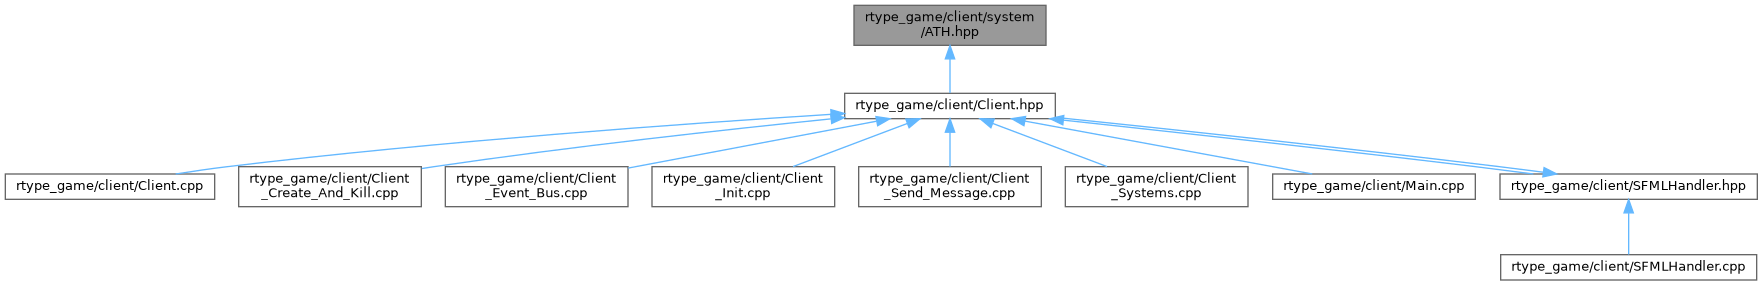 rtype_game/client/system
/ATH.hpp
rtype_game/client/Client.hpp
rtype_game/client/Client.cpp
rtype_game/client/Client
_Create_And_Kill.cpp
rtype_game/client/Client
_Event_Bus.cpp
rtype_game/client/Client
_Init.cpp
rtype_game/client/Client
_Send_Message.cpp
rtype_game/client/Client
_Systems.cpp
rtype_game/client/Main.cpp
rtype_game/client/SFMLHandler.hpp
rtype_game/client/SFMLHandler.cpp